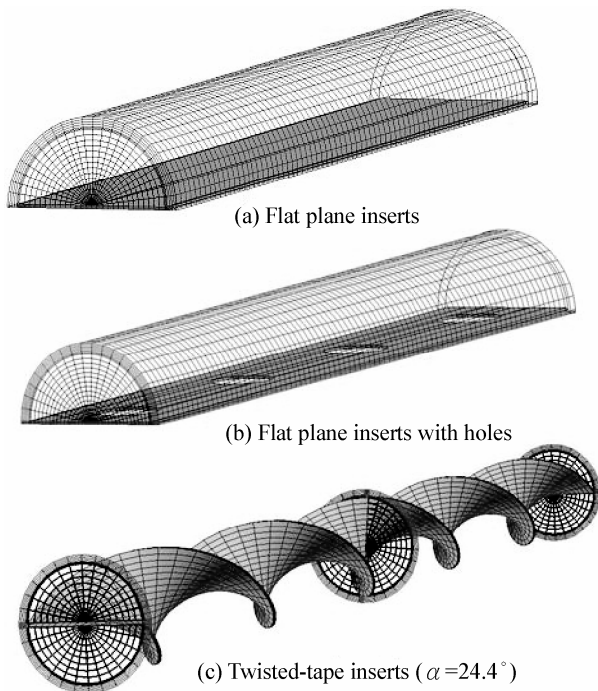 (a) Flat plane inserts
(b) Flat plane inserts with holes
(c) Twisted-tape inserts (α=24.4°)